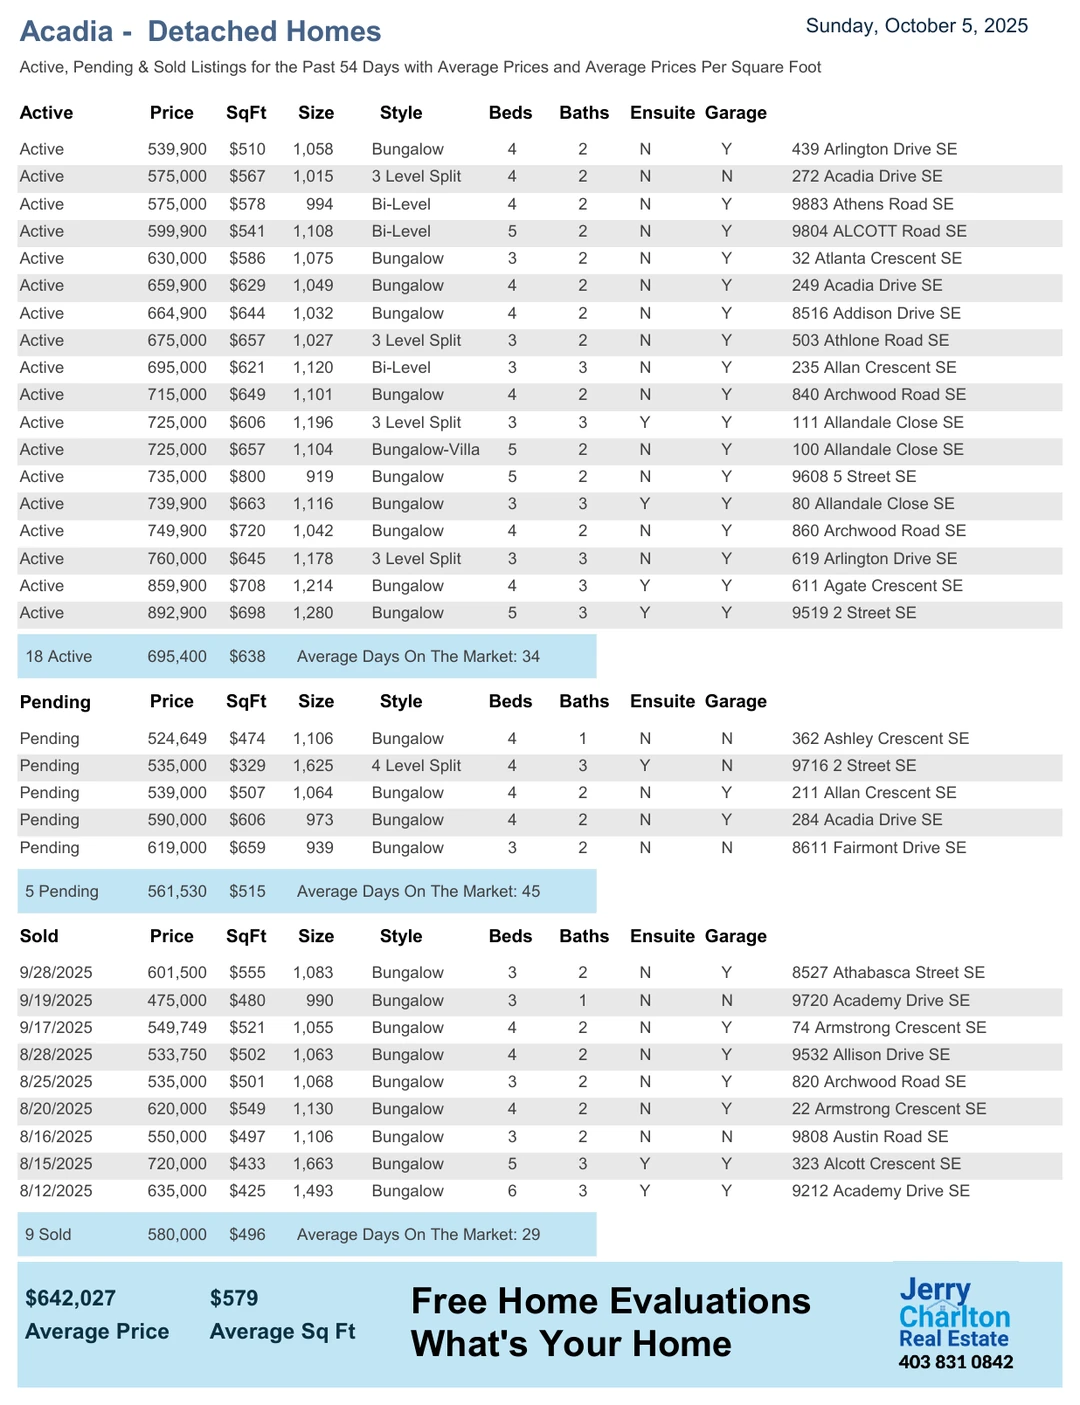 Acadia - Detached Homes
Sunday, October 5, 2025
Active, Pending & Sold Listings for the Past 54 Days with Average Prices and Average Prices Per Square Foot
Active Price SqFt Size Style Beds Baths Ensuite Garage
Active 539,900 $510 1,058 Bungalow 4 2 N Y 439 Arlington Drive SE
Active 575,000 $567 1,015 3 Level Split 4 2 N N 272 Acadia Drive SE
Active 575,000 $578 994 Bi-Level 4 2 N Y 9883 Athens Road SE
Active 599,900 $541 1,108 Bi-Level 5 2 N Y 9804 ALCOTT Road SE
Active 630,000 $586 1,075 Bungalow 3 2 N Y 32 Atlanta Crescent SE
Active 659,900 $629 1,049 Bungalow 4 2 N Y 249 Acadia Drive SE
Active 664,900 $644 1,032 Bungalow 4 2 N Y 8516 Addison Drive SE
Active 675,000 $657 1,027 3 Level Split 3 2 N Y 503 Athlone Road SE
Active 695,000 $621 1,120 Bi-Level 3 3 N Y 235 Allan Crescent SE
Active 715,000 $649 1,101 Bungalow 4 2 N Y 840 Archwood Road SE
Active 725,000 $606 1,196 3 Level Split 3 3 Y Y 111 Allandale Close SE
Active 725,000 $657 1,104 Bungalow-Villa 5 2 N Y 100 Allandale Close SE
Active 735,000 $800 919 Bungalow 5 2 N Y 9608 5 Street SE
Active 739,900 $663 1,116 Bungalow 3 3 Y Y 80 Allandale Close SE
Active 749,900 $720 1,042 Bungalow 4 2 N Y 860 Archwood Road SE
Active 760,000 $645 1,178 3 Level Split 3 3 N Y 619 Arlington Drive SE
Active 859,900 $708 1,214 Bungalow 4 3 Y Y 611 Agate Crescent SE
Active 892,900 $698 1,280 Bungalow 5 3 Y Y 9519 2 Street SE
18 Active 695,400 $638 Average Days On The Market: 34
Pending Price SqFt Size Style Beds Baths Ensuite Garage
Pending 524,649 $474 1,106 Bungalow 4 1 N N 362 Ashley Crescent SE
Pending 535,000 $329 1,625 4 Level Split 4 3 Y N 9716 2 Street SE
Pending 539,000 $507 1,064 Bungalow 4 2 N Y 211 Allan Crescent SE
Pending 590,000 $606 973 Bungalow 4 2 N Y 284 Acadia Drive SE
Pending 619,000 $659 939 Bungalow 3 2 N N 8611 Fairmont Drive SE
5 Pending 561,530 $515 Average Days On The Market: 45
Sold Price SqFt Size Style Beds Baths Ensuite Garage
9/28/2025 601,500 $555 1,083 Bungalow 3 2 N Y 8527 Athabasca Street SE
9/19/2025 475,000 $480 990 Bungalow 3 1 N N 9720 Academy Drive SE
9/17/2025 549,749 $521 1,055 Bungalow 4 2 N Y 74 Armstrong Crescent SE
8/28/2025 533,750 $502 1,063 Bungalow 4 2 N Y 9532 Allison Drive SE
8/25/2025 535,000 $501 1,068 Bungalow 3 2 N Y 820 Archwood Road SE
8/20/2025 620,000 $549 1,130 Bungalow 4 2 N Y 22 Armstrong Crescent SE
8/16/2025 550,000 $497 1,106 Bungalow 3 2 N N 9808 Austin Road SE
8/15/2025 720,000 $433 1,663 Bungalow 5 3 Y Y 323 Alcott Crescent SE
8/12/2025 635,000 $425 1,493 Bungalow 6 3 Y Y 9212 Academy Drive SE
9 Sold 580,000 $496 Average Days On The Market: 29
$642,027 $579
Average Price Average Sq Ft
Free Home Evaluations
What's Your Home
Jerry
Charlton
Real Estate
403 831 0842